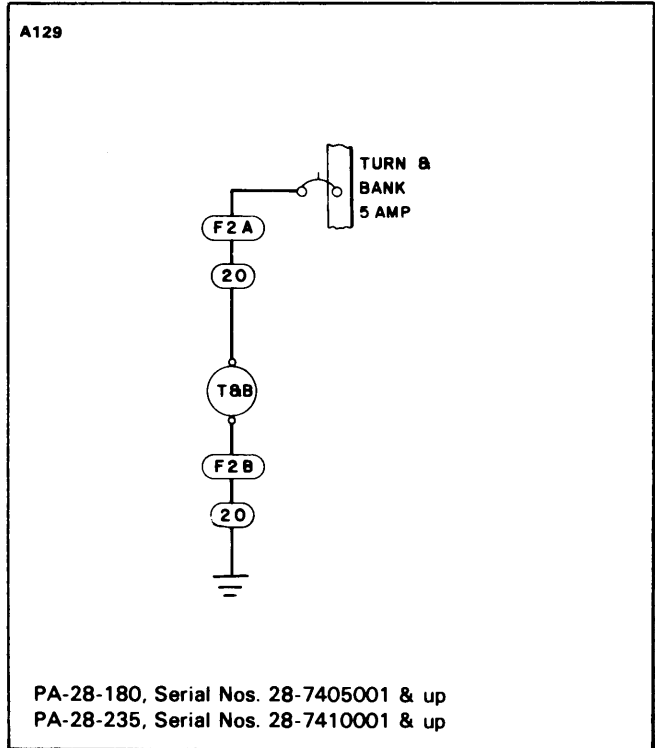 A129
TURN &
BANK
5 AMP
F2A
20
T&B
F2B
20
PA-28-180, Serial Nos. 28-7405001 & up
PA-28-235, Serial Nos. 28-7410001 & up